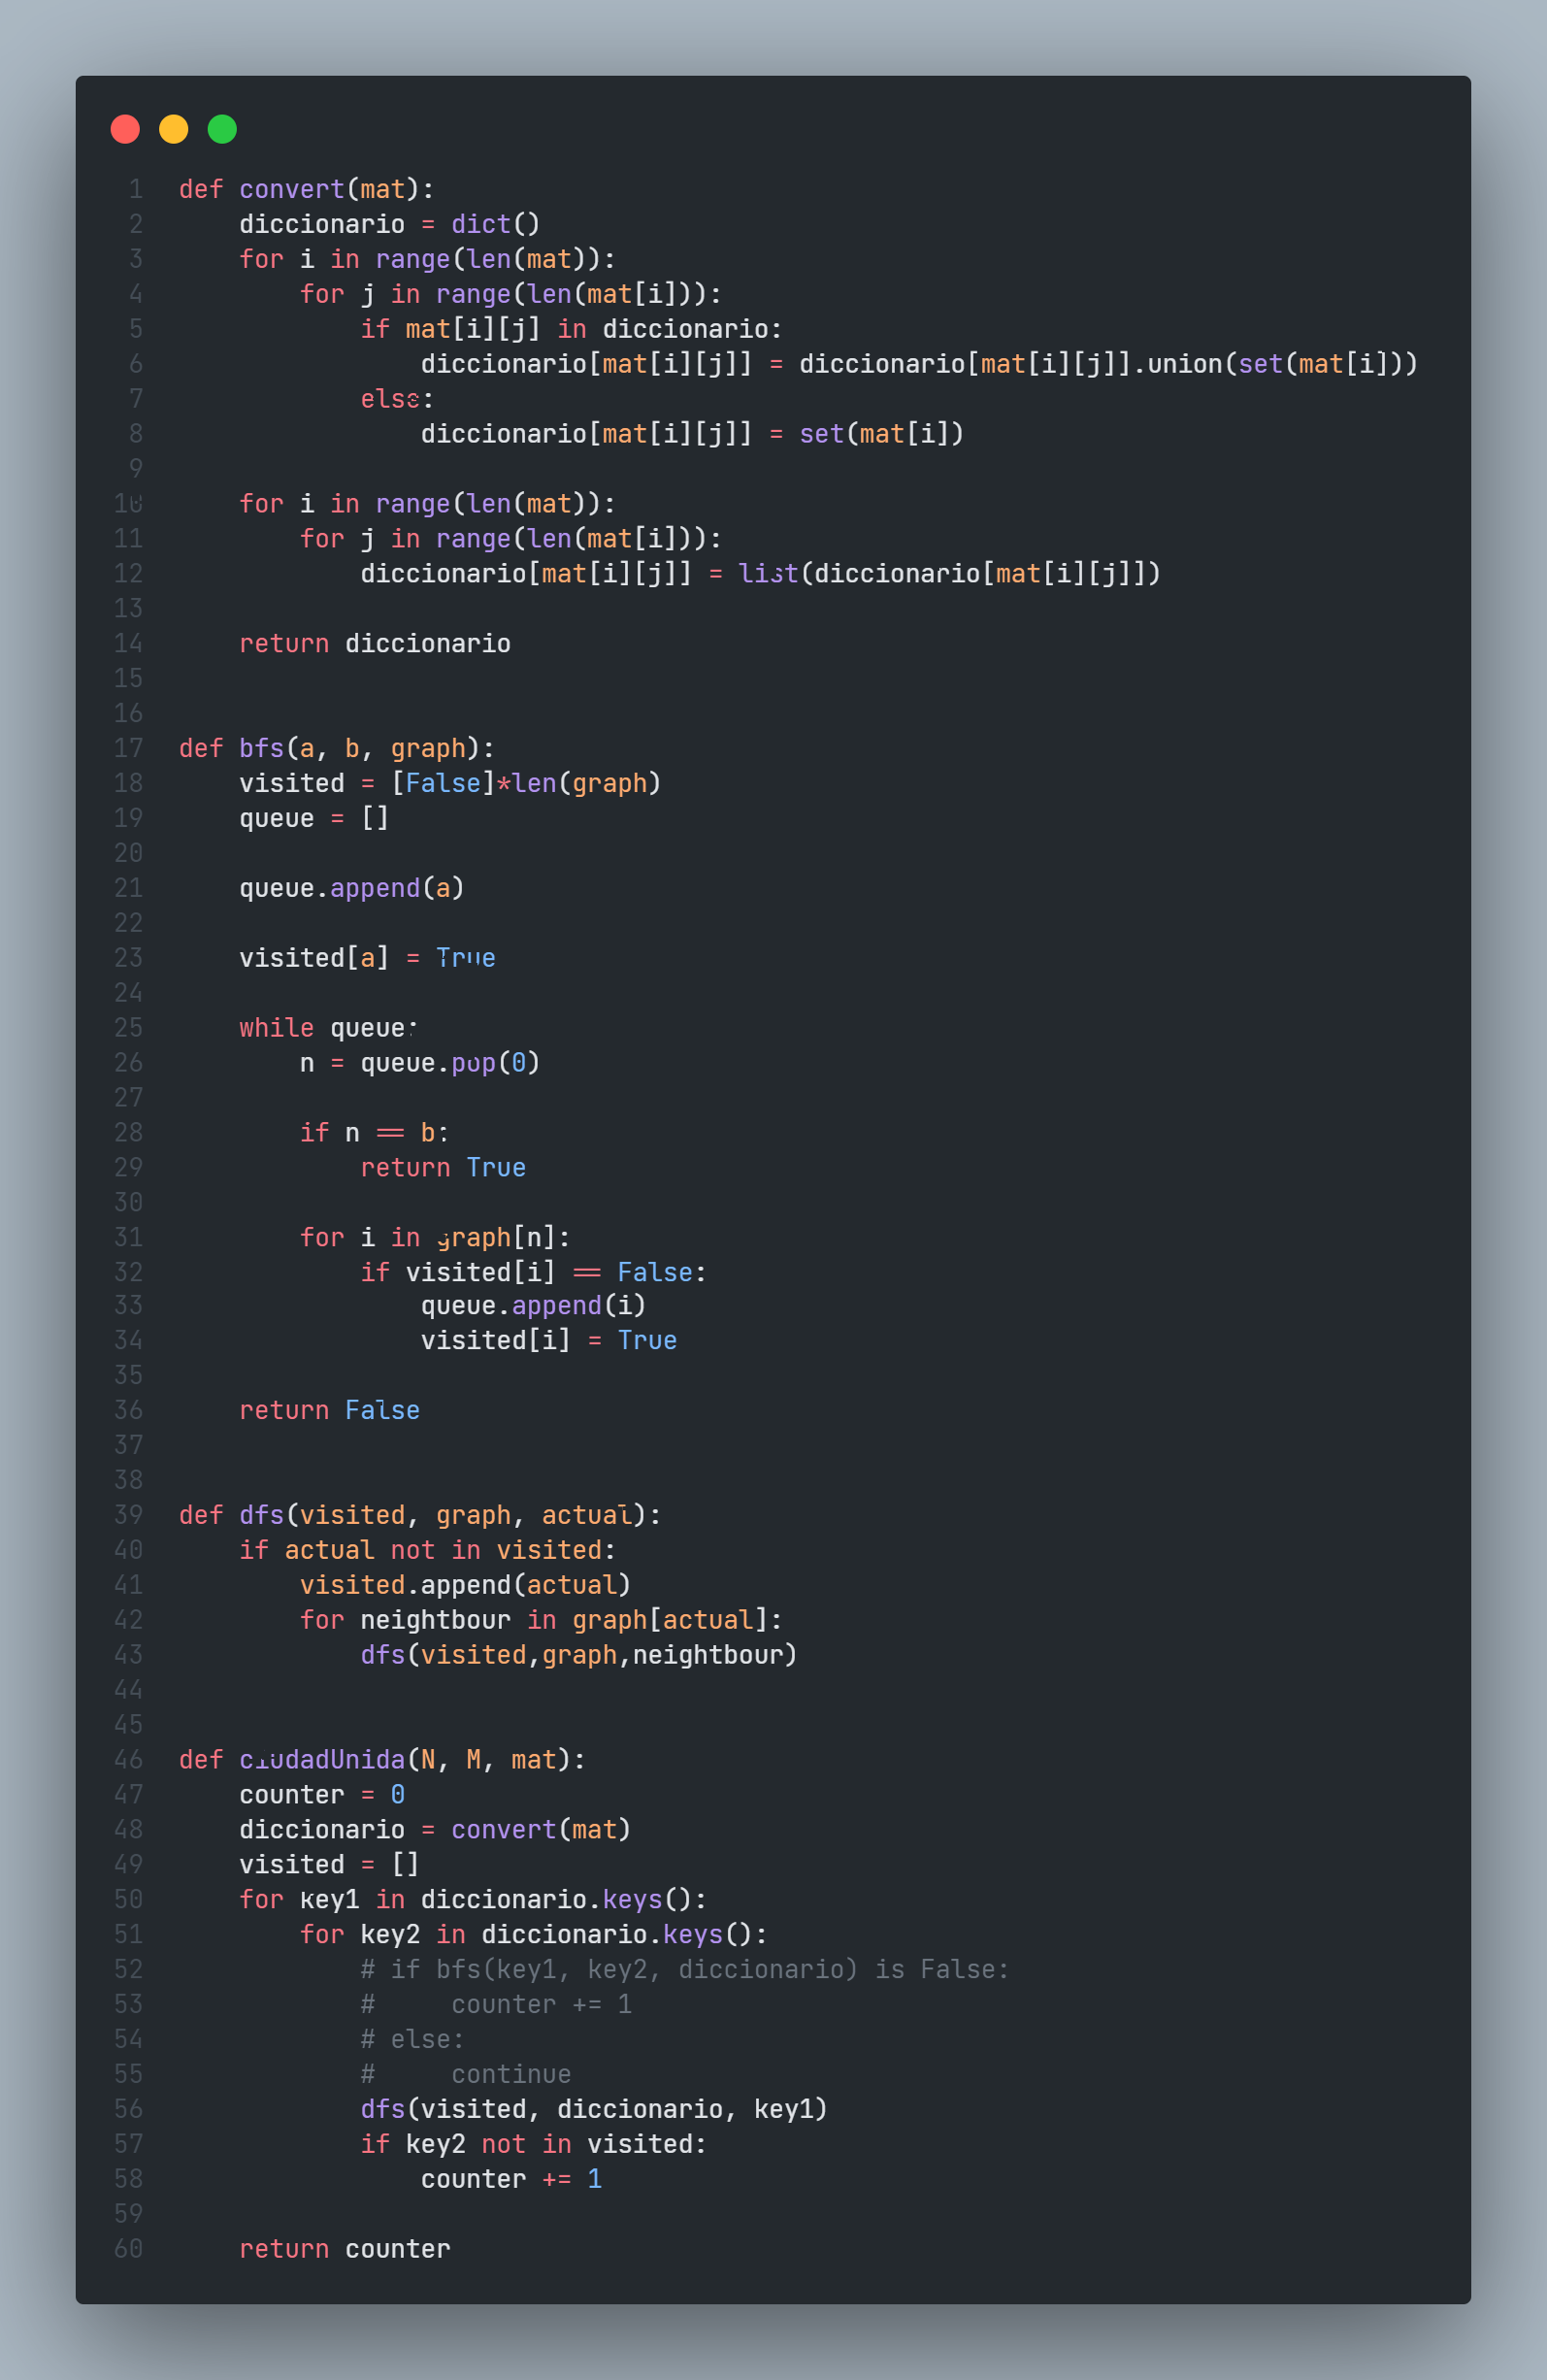 1 def convert(mat):
2     diccionario = dict()
3     for i in range(len(mat)):
4         for j in range(len(mat[i])):
5             if mat[i][j] in diccionario:
6                 diccionario[mat[i][j]] = diccionario[mat[i][j]].union(set(mat[i]))
7             else:
8                 diccionario[mat[i][j]] = set(mat[i])
9
10     for i in range(len(mat)):
11         for j in range(len(mat[i])):
12             diccionario[mat[i][j]] = list(diccionario[mat[i][j]])
13
14     return diccionario
15
16
17 def bfs(a, b, graph):
18     visited = [False]*len(graph)
19     queue = []
20
21     queue.append(a)
22
23     visited[a] = True
24
25     while queue:
26         n = queue.pop(0)
27
28         if n == b:
29             return True
30
31         for i in graph[n]:
32             if visited[i] == False:
33                 queue.append(i)
34                 visited[i] = True
35
36     return False
37
38
39 def dfs(visited, graph, actual):
40     if actual not in visited:
41         visited.append(actual)
42         for neightbour in graph[actual]:
43             dfs(visited,graph,neightbour)
44
45
46 def ciudadUnida(N, M, mat):
47     counter = 0
48     diccionario = convert(mat)
49     visited = []
50     for key1 in diccionario.keys():
51         for key2 in diccionario.keys():
52             # if bfs(key1, key2, diccionario) is False:
53             #     counter += 1
54             # else:
55             #     continue
56             dfs(visited, diccionario, key1)
57             if key2 not in visited:
58                 counter += 1
59
60     return counter